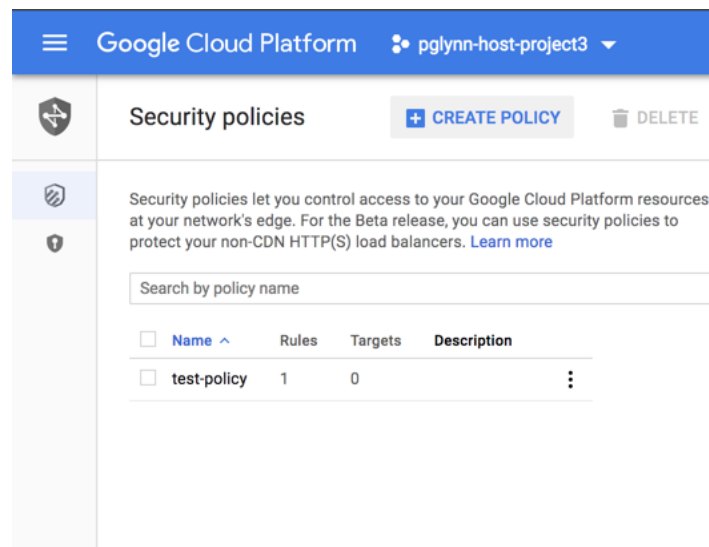 Google Cloud Platform pglynn-host-project3
Security policies CREATE POLICY DELETE
Security policies let you control access to your Google Cloud Platform resources
at your network's edge. For the Beta release, you can use security policies to
protect your non-CDN HTTP(S) load balancers. Learn more
Search by policy name
Name Rules Targets Description
test-policy 1 0